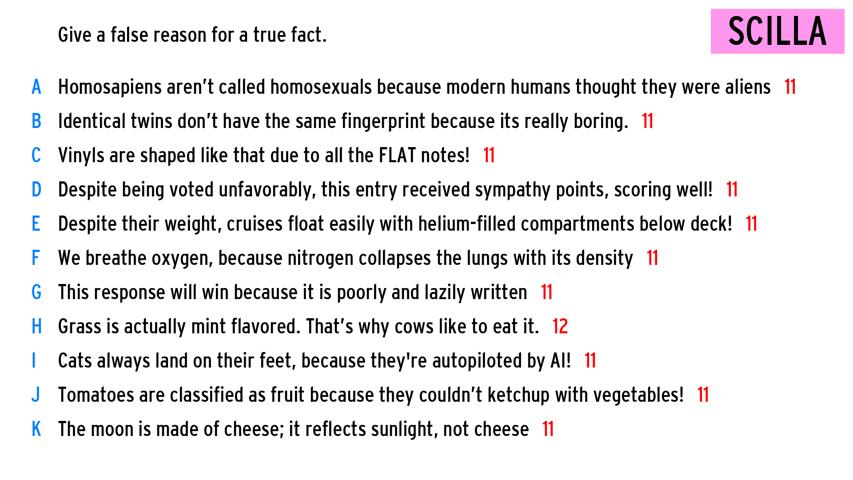 Give a false reason for a true fact.
SCILLA
A Homosapiens aren't called homosexuals because modern humans thought they were aliens 11
B Identical twins don't have the same fingerprint because its really boring. 11
C Vinyls are shaped like that due to all the FLAT notes! 11
D Despite being voted unfavorably, this entry received sympathy points, scoring well! 11
E Despite their weight, cruises float easily with helium-filled compartments below deck! 11
F We breathe oxygen, because nitrogen collapses the lungs with its density 11
G This response will win because it is poorly and lazily written 11
H Grass is actually mint flavored. That's why cows like to eat it. 12
I Cats always land on their feet, because they're autopiloted by AI! 11
J Tomatoes are classified as fruit because they couldn't ketchup with vegetables! 11
K The moon is made of cheese; it reflects sunlight, not cheese 11